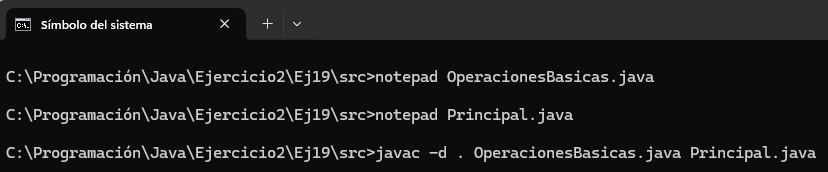 Símbolo del sistema
C:\Programación\Java\Ejercicio2\Ej19\src>notepad OperacionesBasicas.java
C:\Programación\Java\Ejercicio2\Ej19\src>notepad Principal.java
C:\Programación\Java\Ejercicio2\Ej19\src>javac -d . OperacionesBasicas.java Principal.java